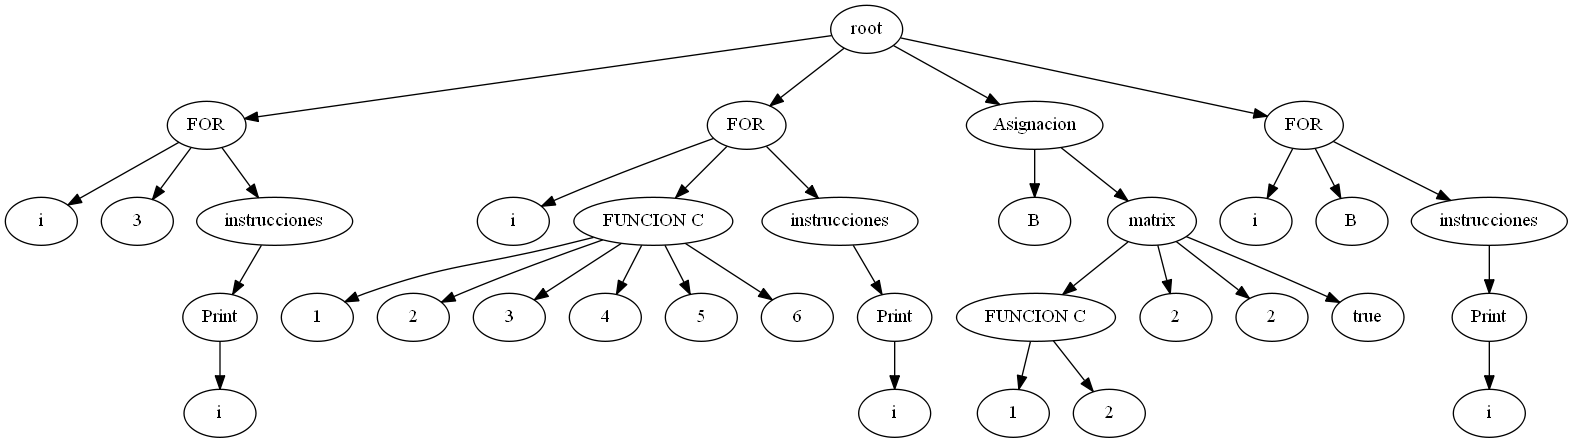 root
FOR FOR Asignacion FOR
i 3 instrucciones i FUNCION C instrucciones B matrix i B instrucciones
Print 1 2 3 4 5 6 Print FUNCION C 2 2 true Print
i i 1 2 i